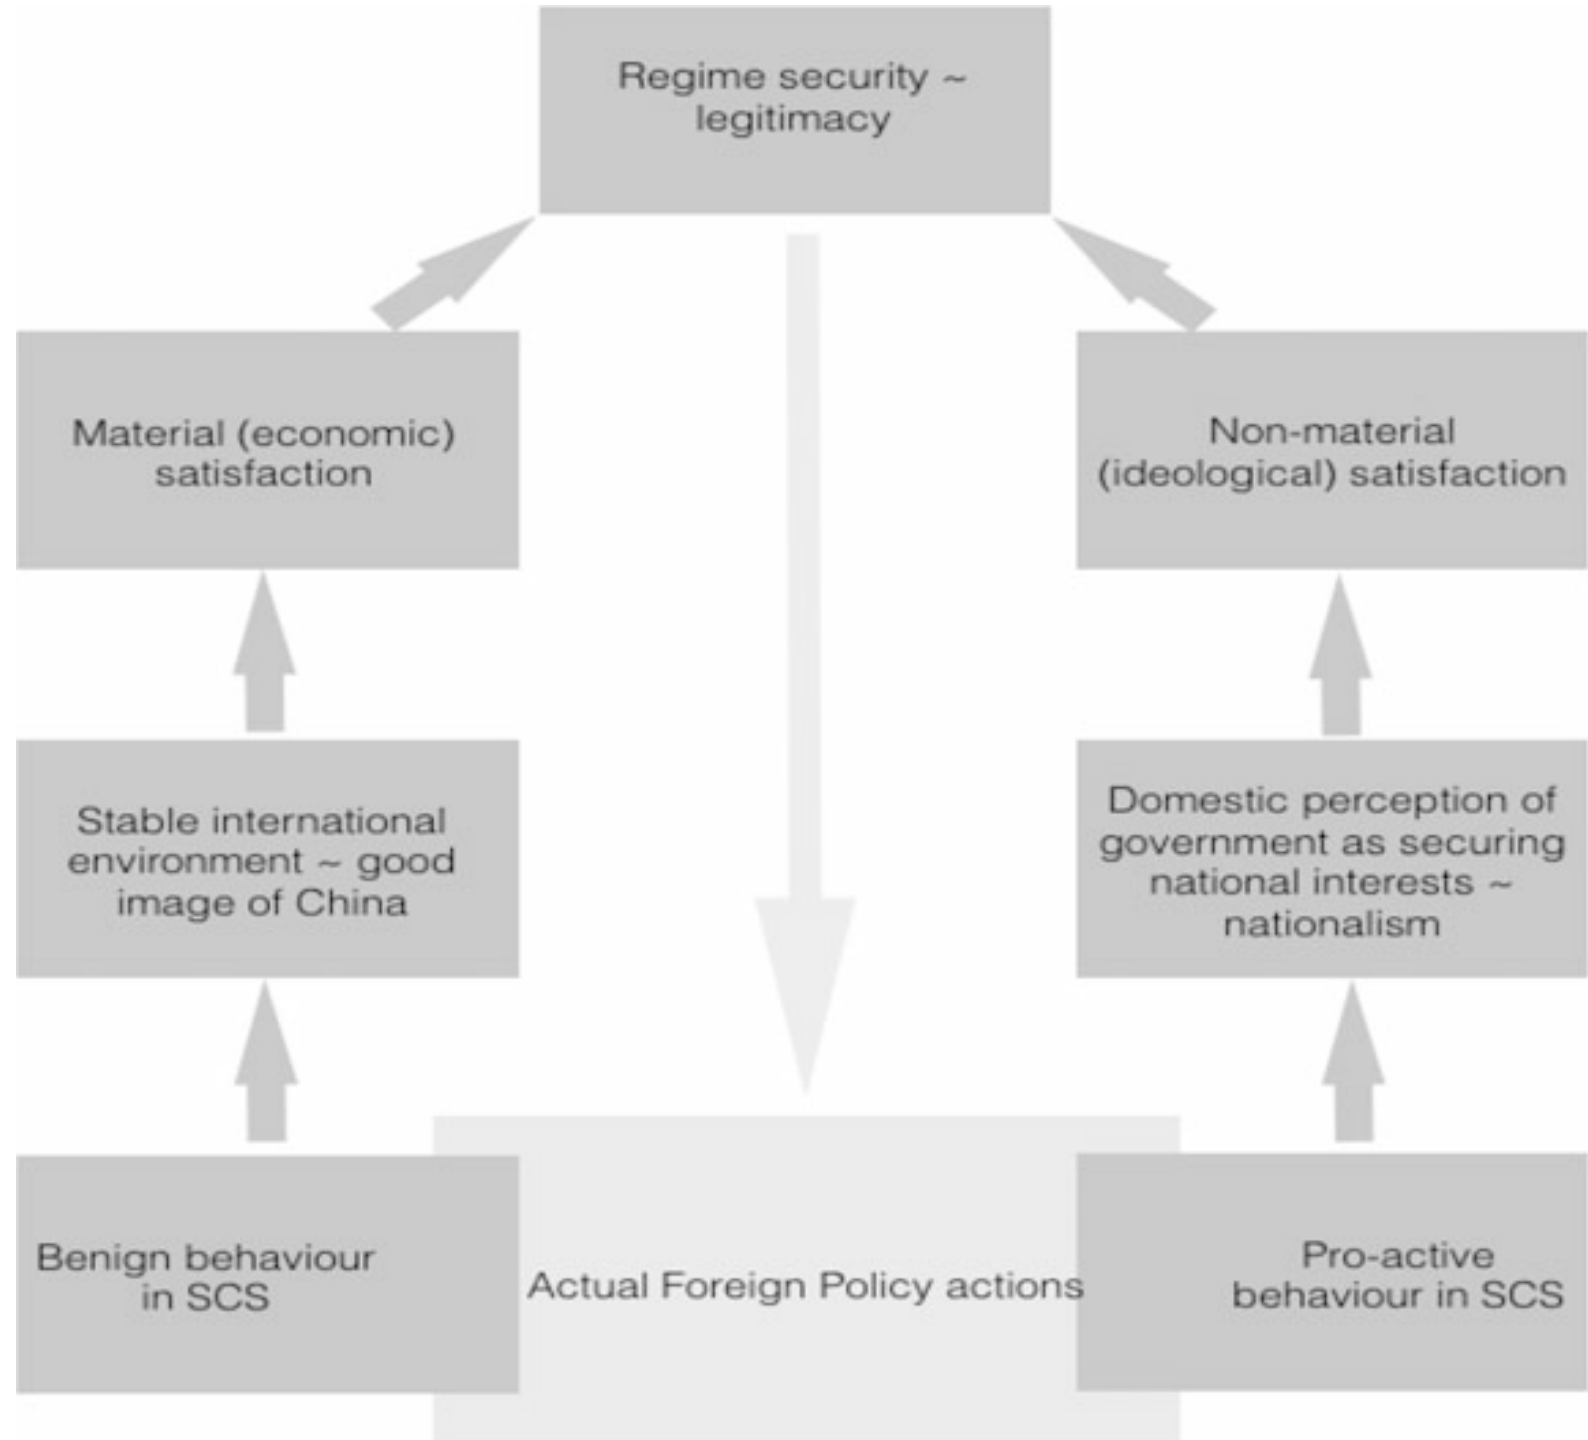 Regime security ~
legitimacy
Material (economic)
satisfaction
Non-material
(ideological) satisfaction
Stable international
environment ~ good
image of China
Domestic perception of
government as securing
national interests ~
nationalism
Benign behaviour
in SCS
Actual Foreign Policy actions
Pro-active
behaviour in SCS